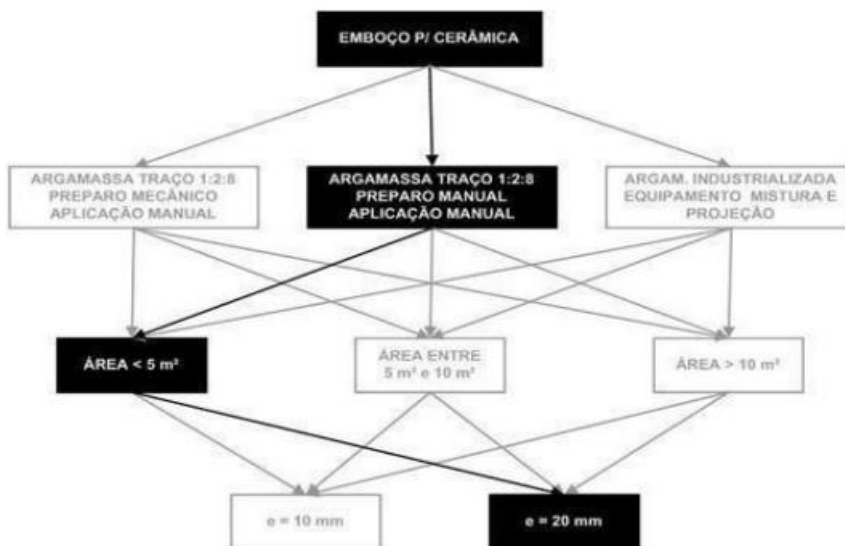 EMBOÇO P/ CERÂMICA
ARGAMASSA TRAÇO 1:2:8
PREPARO MECÂNICO
APLICAÇÃO MANUAL
ARGAMASSA TRAÇO 1:2:8
PREPARO MANUAL
APLICAÇÃO MANUAL
ARGAM. INDUSTRIALIZADA
EQUIPAMENTO MISTURA E
PROJEÇÃO
ÁREA < 5 m²
ÁREA ENTRE
5 m² e 10 m²
ÁREA > 10 m²
e = 10 mm
e = 20 mm